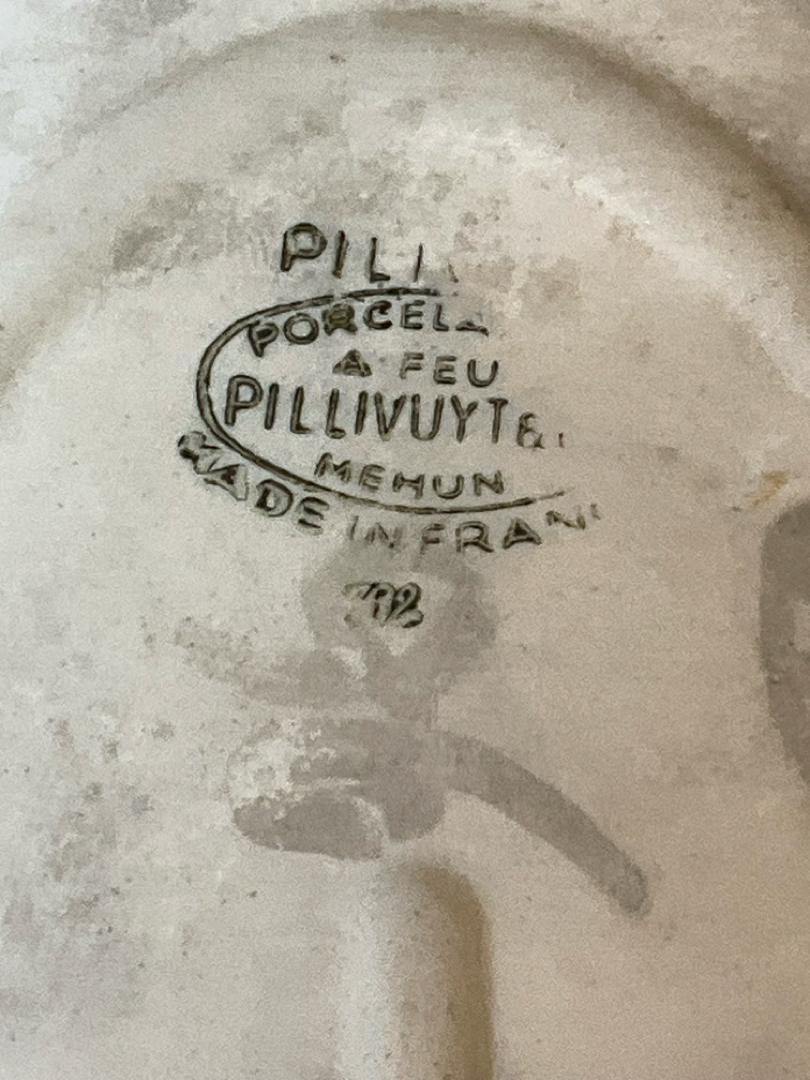 PILI
PORCELA
A FEU
PILLIVUYT &
MEHUN
MADE IN FRAN